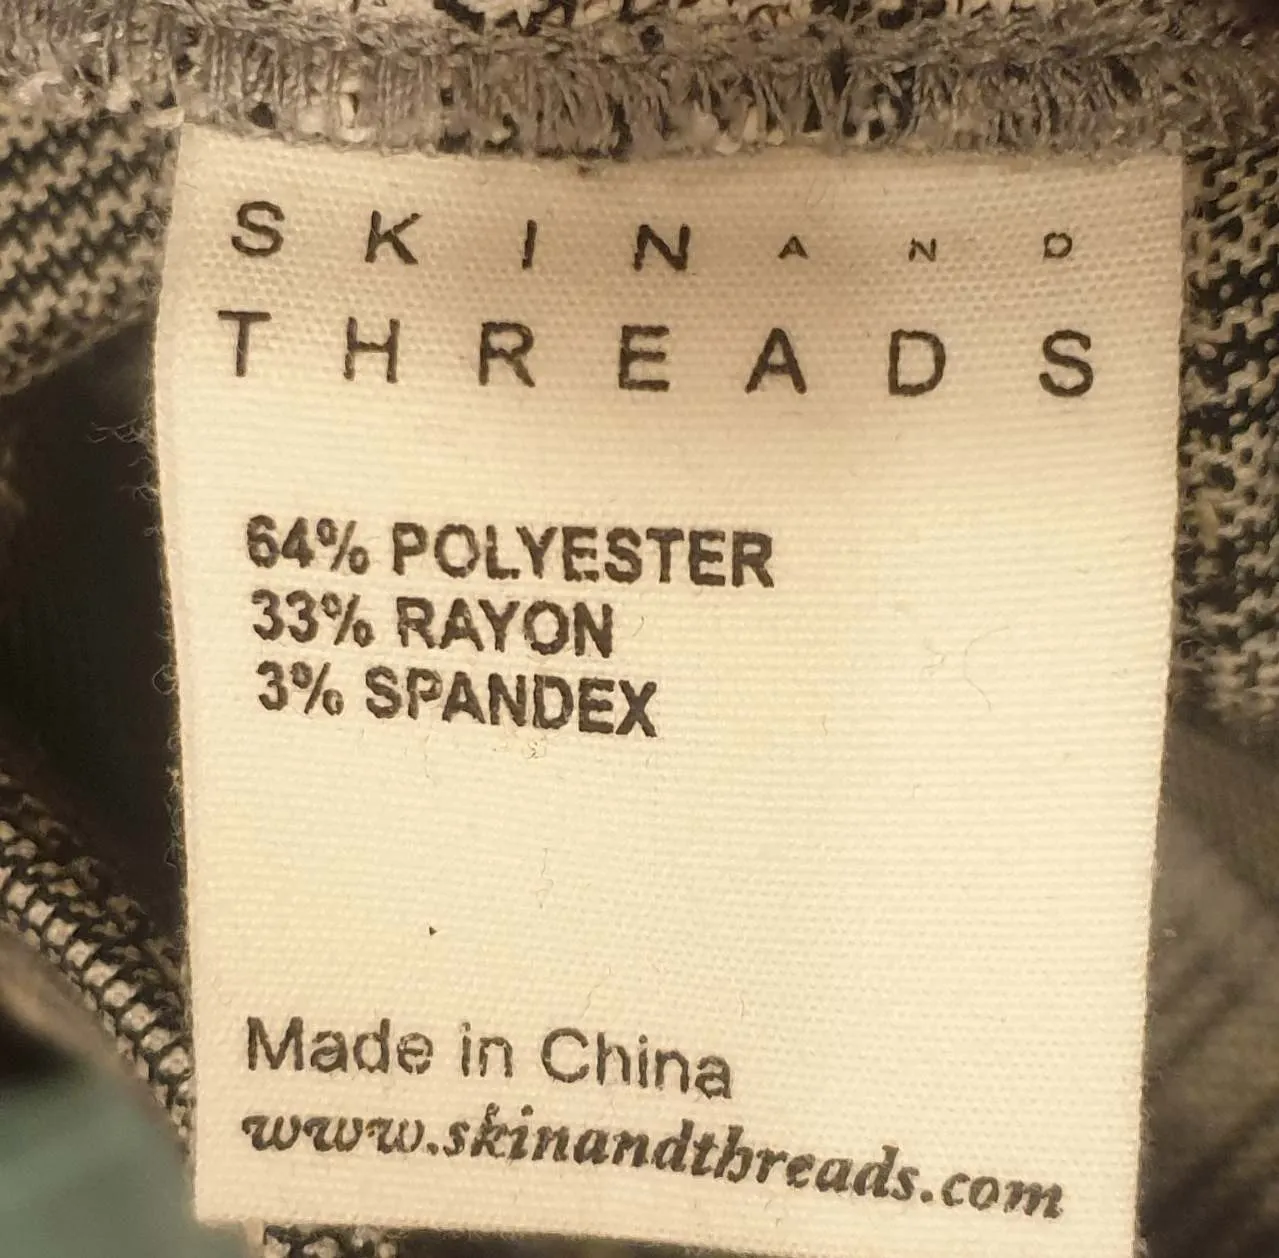 SKIN AND
THREADS
64% POLYESTER
33% RAYON
3% SPANDEX
Made in China
www.skinandthreads.com